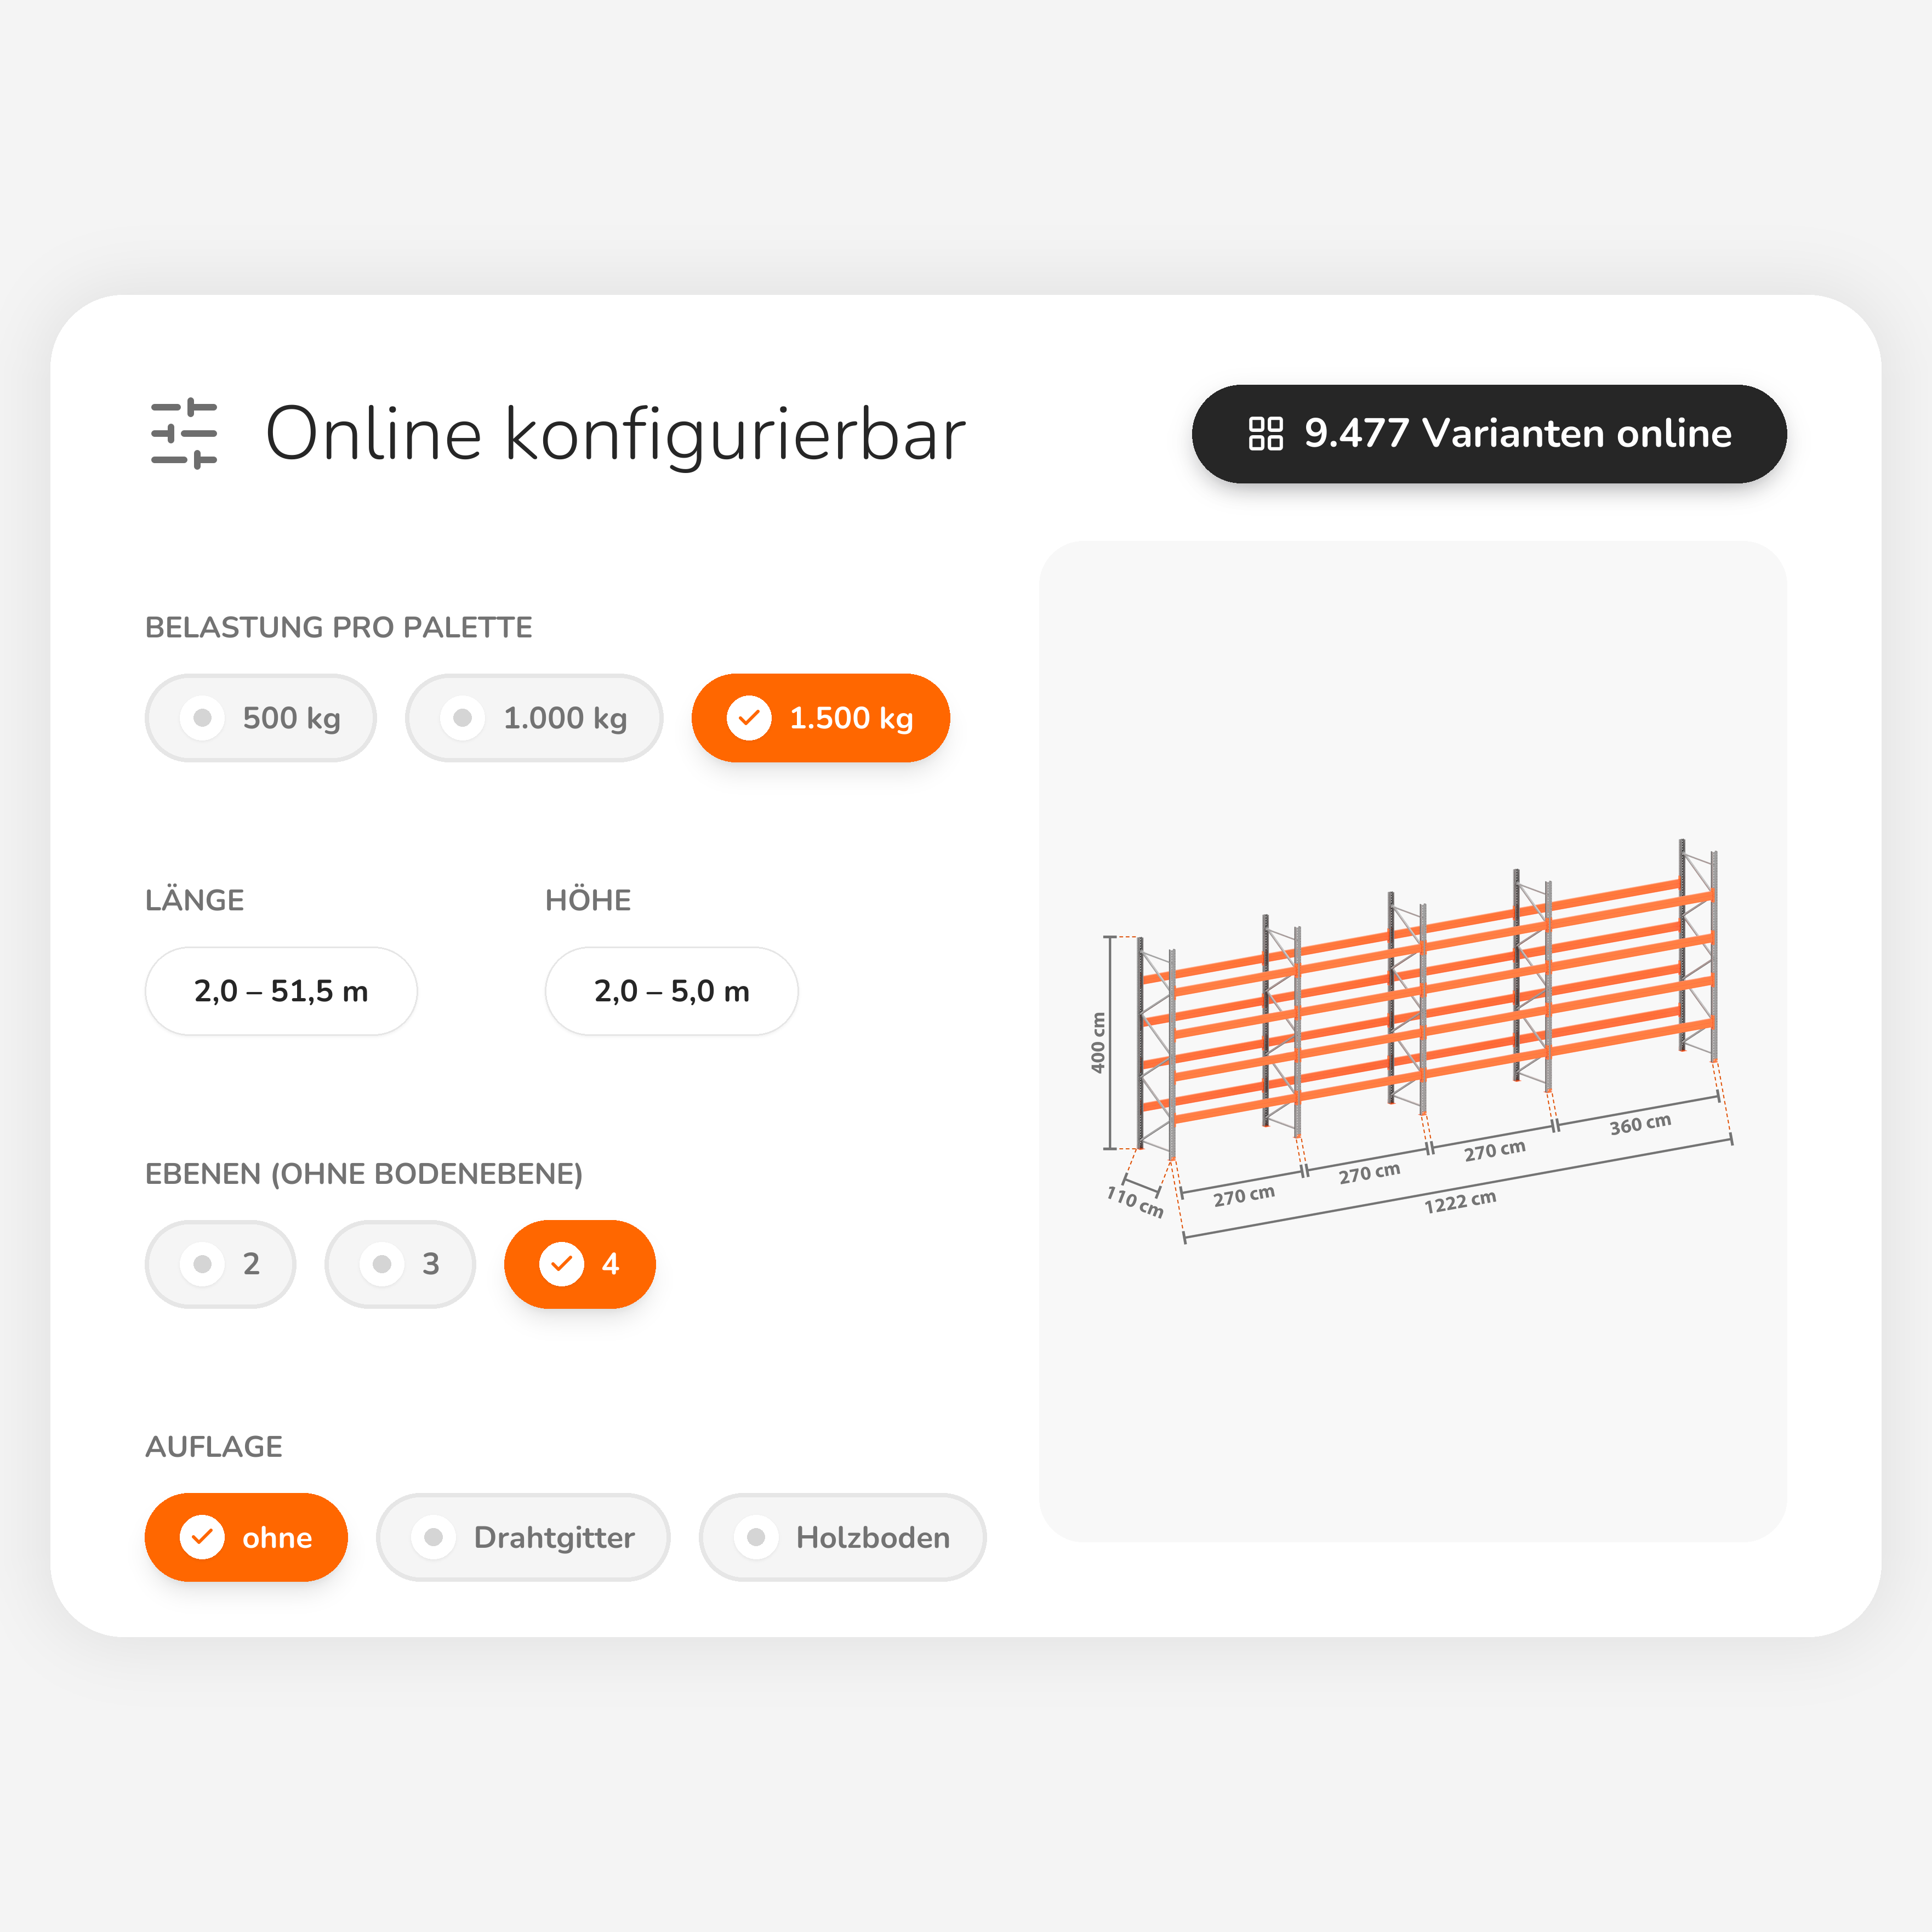 Online konfigurierbar
9.477 Varianten online
BELASTUNG PRO PALETTE
500 kg
1.000 kg
1.500 kg
LÄNGE
HÖHE
2,0 – 51,5 m
2,0 – 5,0 m
EBENEN (OHNE BODENEBENE)
2
3
4
AUFLAGE
ohne
Drahtgitter
Holzboden
400 cm
110 cm
270 cm
270 cm
270 cm
360 cm
1222 cm